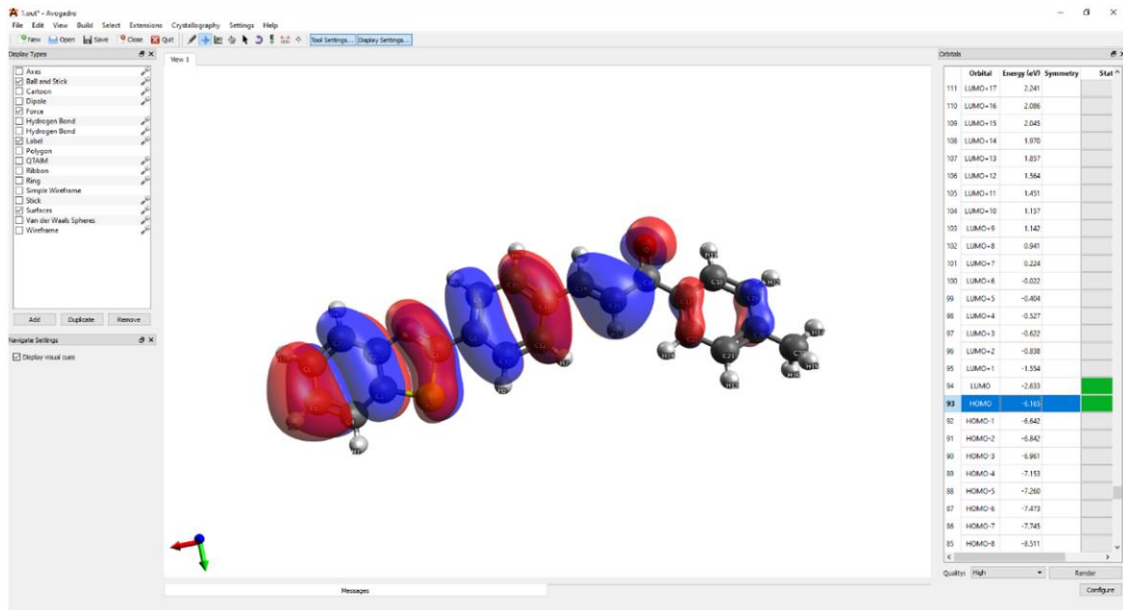 1.out* - Avogadro
File Edit View Build Select Extensions Crystallography Settings Help
New Open Save Close Quit Tool Settings... Display Settings...
Display Types
Axes
Ball and Stick
Cartoon
Dipole
Force
Hydrogen Bond
Hydrogen Bond
Label
Polygon
QTAIM
Ribbon
Ring
Simple Wireframe
Stick
Surfaces
Van der Waals Spheres
Wireframe
Add Duplicate Remove
Navigate Settings
Display visual cues
View 1
Messages
Orbitals
Orbital Energy (eV) Symmetry Stat
111 LUMO+17 2.241
110 LUMO+16 2.086
109 LUMO+15 2.045
108 LUMO+14 1.970
107 LUMO+13 1.857
106 LUMO+12 1.564
105 LUMO+11 1.451
104 LUMO+10 1.157
103 LUMO+9 1.142
102 LUMO+8 0.941
101 LUMO+7 0.224
100 LUMO+6 -0.022
99 LUMO+5 -0.404
98 LUMO+4 -0.527
97 LUMO+3 -0.622
96 LUMO+2 -0.838
95 LUMO+1 -1.554
94 LUMO -2.633
93 HOMO -6.165
92 HOMO-1 -6.642
91 HOMO-2 -6.842
90 HOMO-3 -6.961
89 HOMO-4 -7.153
88 HOMO-5 -7.260
87 HOMO-6 -7.473
86 HOMO-7 -7.745
85 HOMO-8 -8.511
Quality: High Render
Configure